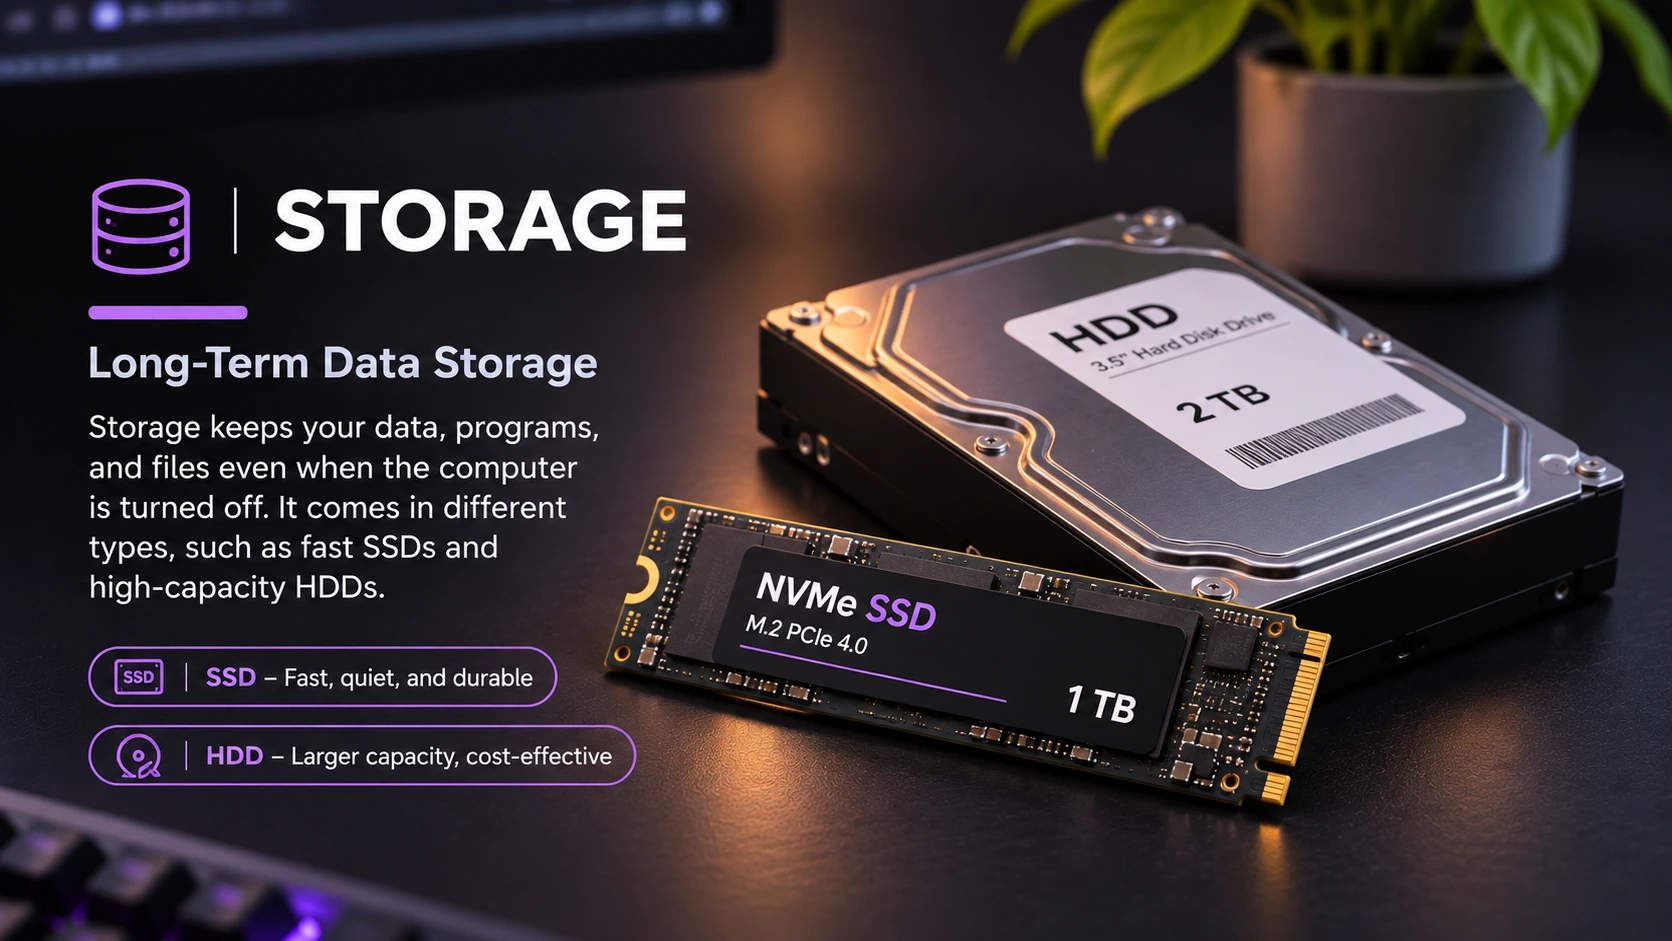 STORAGE
Long-Term Data Storage
Storage keeps your data, programs,
and files even when the computer
is turned off. It comes in different
types, such as fast SSDs and
high-capacity HDDs.
SSD
SSD – Fast, quiet, and durable
HDD – Larger capacity, cost-effective
HDD
3.5" Hard Disk Drive
2 TB
NVMe SSD
M.2 PCIe 4.0
1 TB